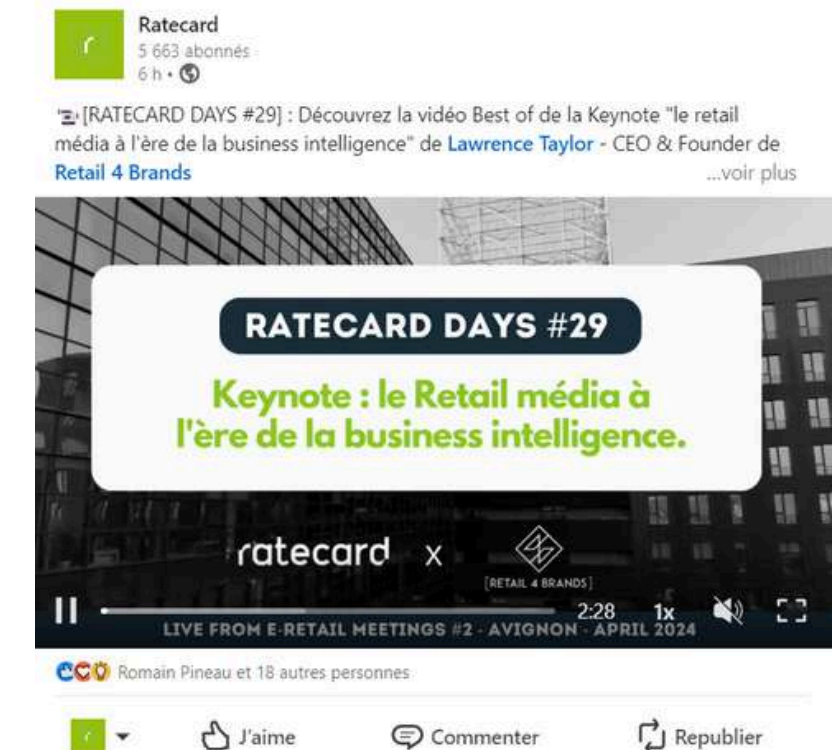 r
Ratecard
5 663 abonnés
6 h •
[RATECARD DAYS #29] : Découvrez la vidéo Best of de la Keynote "le retail
média à l'ère de la business intelligence" de Lawrence Taylor - CEO & Founder de
Retail 4 Brands ...voir plus
RATECARD DAYS #29
Keynote : le Retail média à
l'ère de la business intelligence.
ratecard x
[RETAIL 4 BRANDS]
2:28 1x
LIVE FROM E-RETAIL MEETINGS #2 - AVIGNON - APRIL 2024
Romain Pineau et 18 autres personnes
r J'aime Commenter Republier